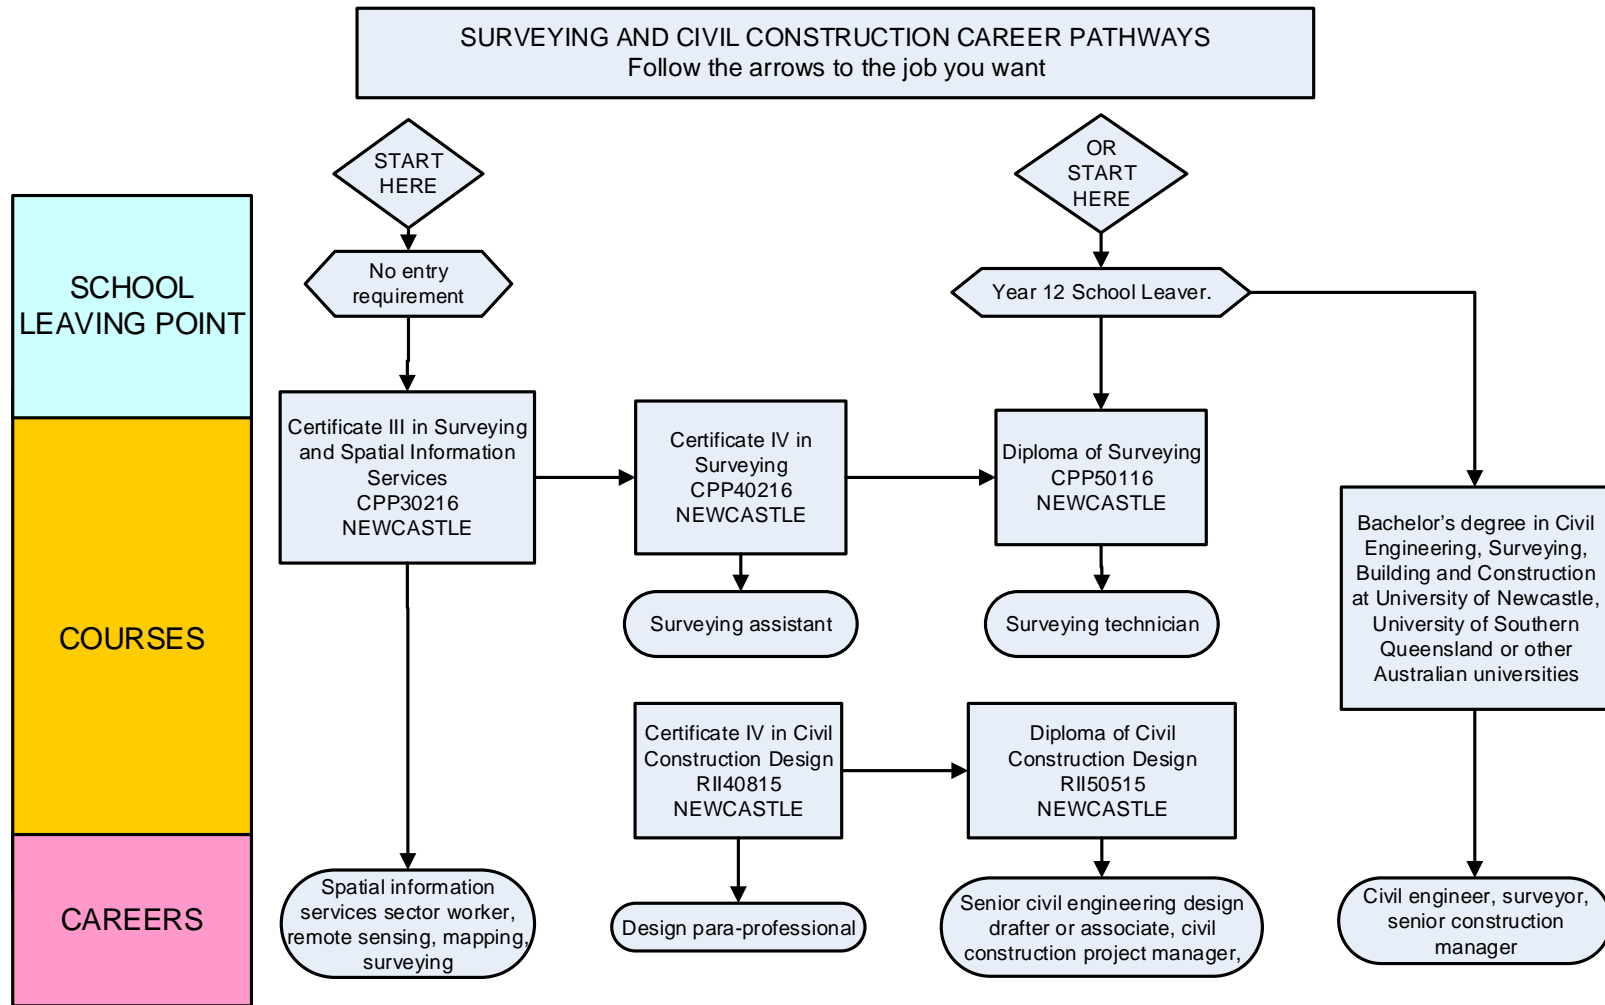 SURVEYING AND CIVIL CONSTRUCTION CAREER PATHWAYS
Follow the arrows to the job you want
START
HERE
OR
START
HERE
SCHOOL
LEAVING POINT
No entry
requirement
Year 12 School Leaver.
COURSES
Certificate III in Surveying
and Spatial Information
Services
CPP30216
NEWCASTLE
Certificate IV in
Surveying
CPP40216
NEWCASTLE
Diploma of Surveying
CPP50116
NEWCASTLE
Bachelor's degree in Civil
Engineering, Surveying,
Building and Construction
at University of Newcastle,
University of Southern
Queensland or other
Australian universities
Surveying assistant
Surveying technician
Certificate IV in Civil
Construction Design
RII40815
NEWCASTLE
Diploma of Civil
Construction Design
RII50515
NEWCASTLE
CAREERS
Spatial information
services sector worker,
remote sensing, mapping,
surveying
Design para-professional
Senior civil engineering design
drafter or associate, civil
construction project manager,
Civil engineer, surveyor,
senior construction
manager